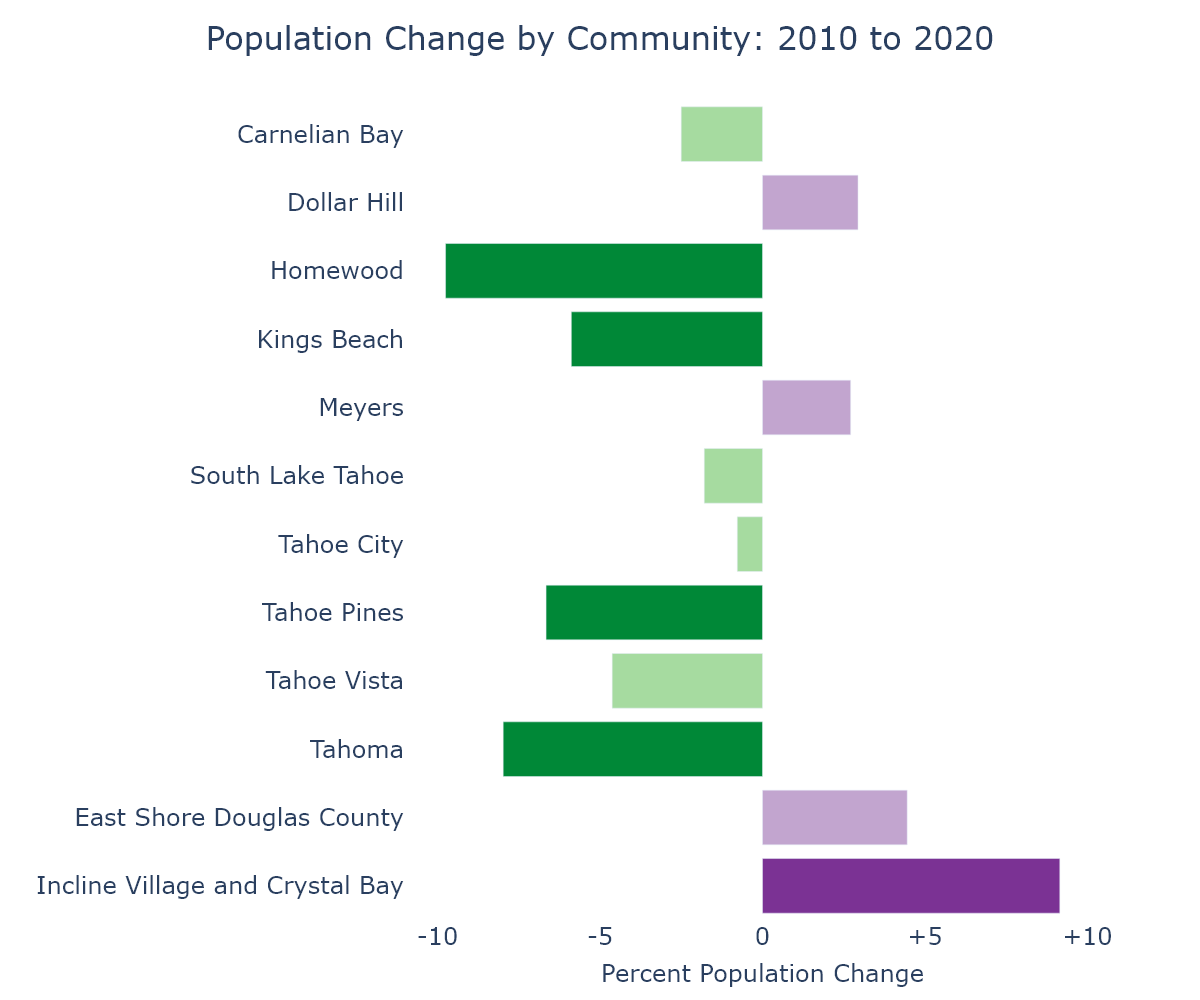 Population Change by Community: 2010 to 2020
Carnelian Bay
Dollar Hill
Homewood
Kings Beach
Meyers
South Lake Tahoe
Tahoe City
Tahoe Pines
Tahoe Vista
Tahoma
East Shore Douglas County
Incline Village and Crystal Bay
-10 -5 0 +5 +10
Percent Population Change